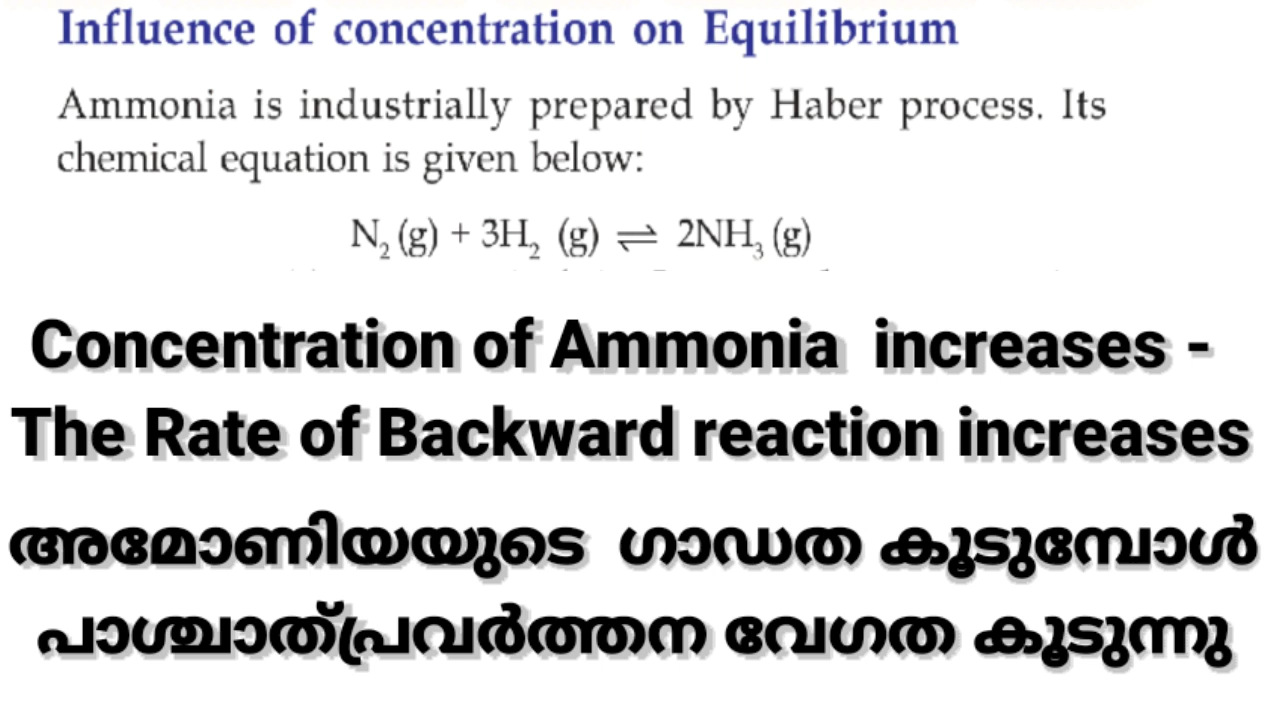 Influence of concentration on Equilibrium
Ammonia is industrially prepared by Haber process. Its
chemical equation is given below:
N₂ (g) + 3H₂ (g) ⇌ 2NH₃ (g)
Concentration of Ammonia increases -
The Rate of Backward reaction increases
അമോണിയയുടെ ഗാഡത കൂടുമ്പോൾ
പാശ്ചാത്പ്രവർത്തന വേഗത കൂടുന്നു